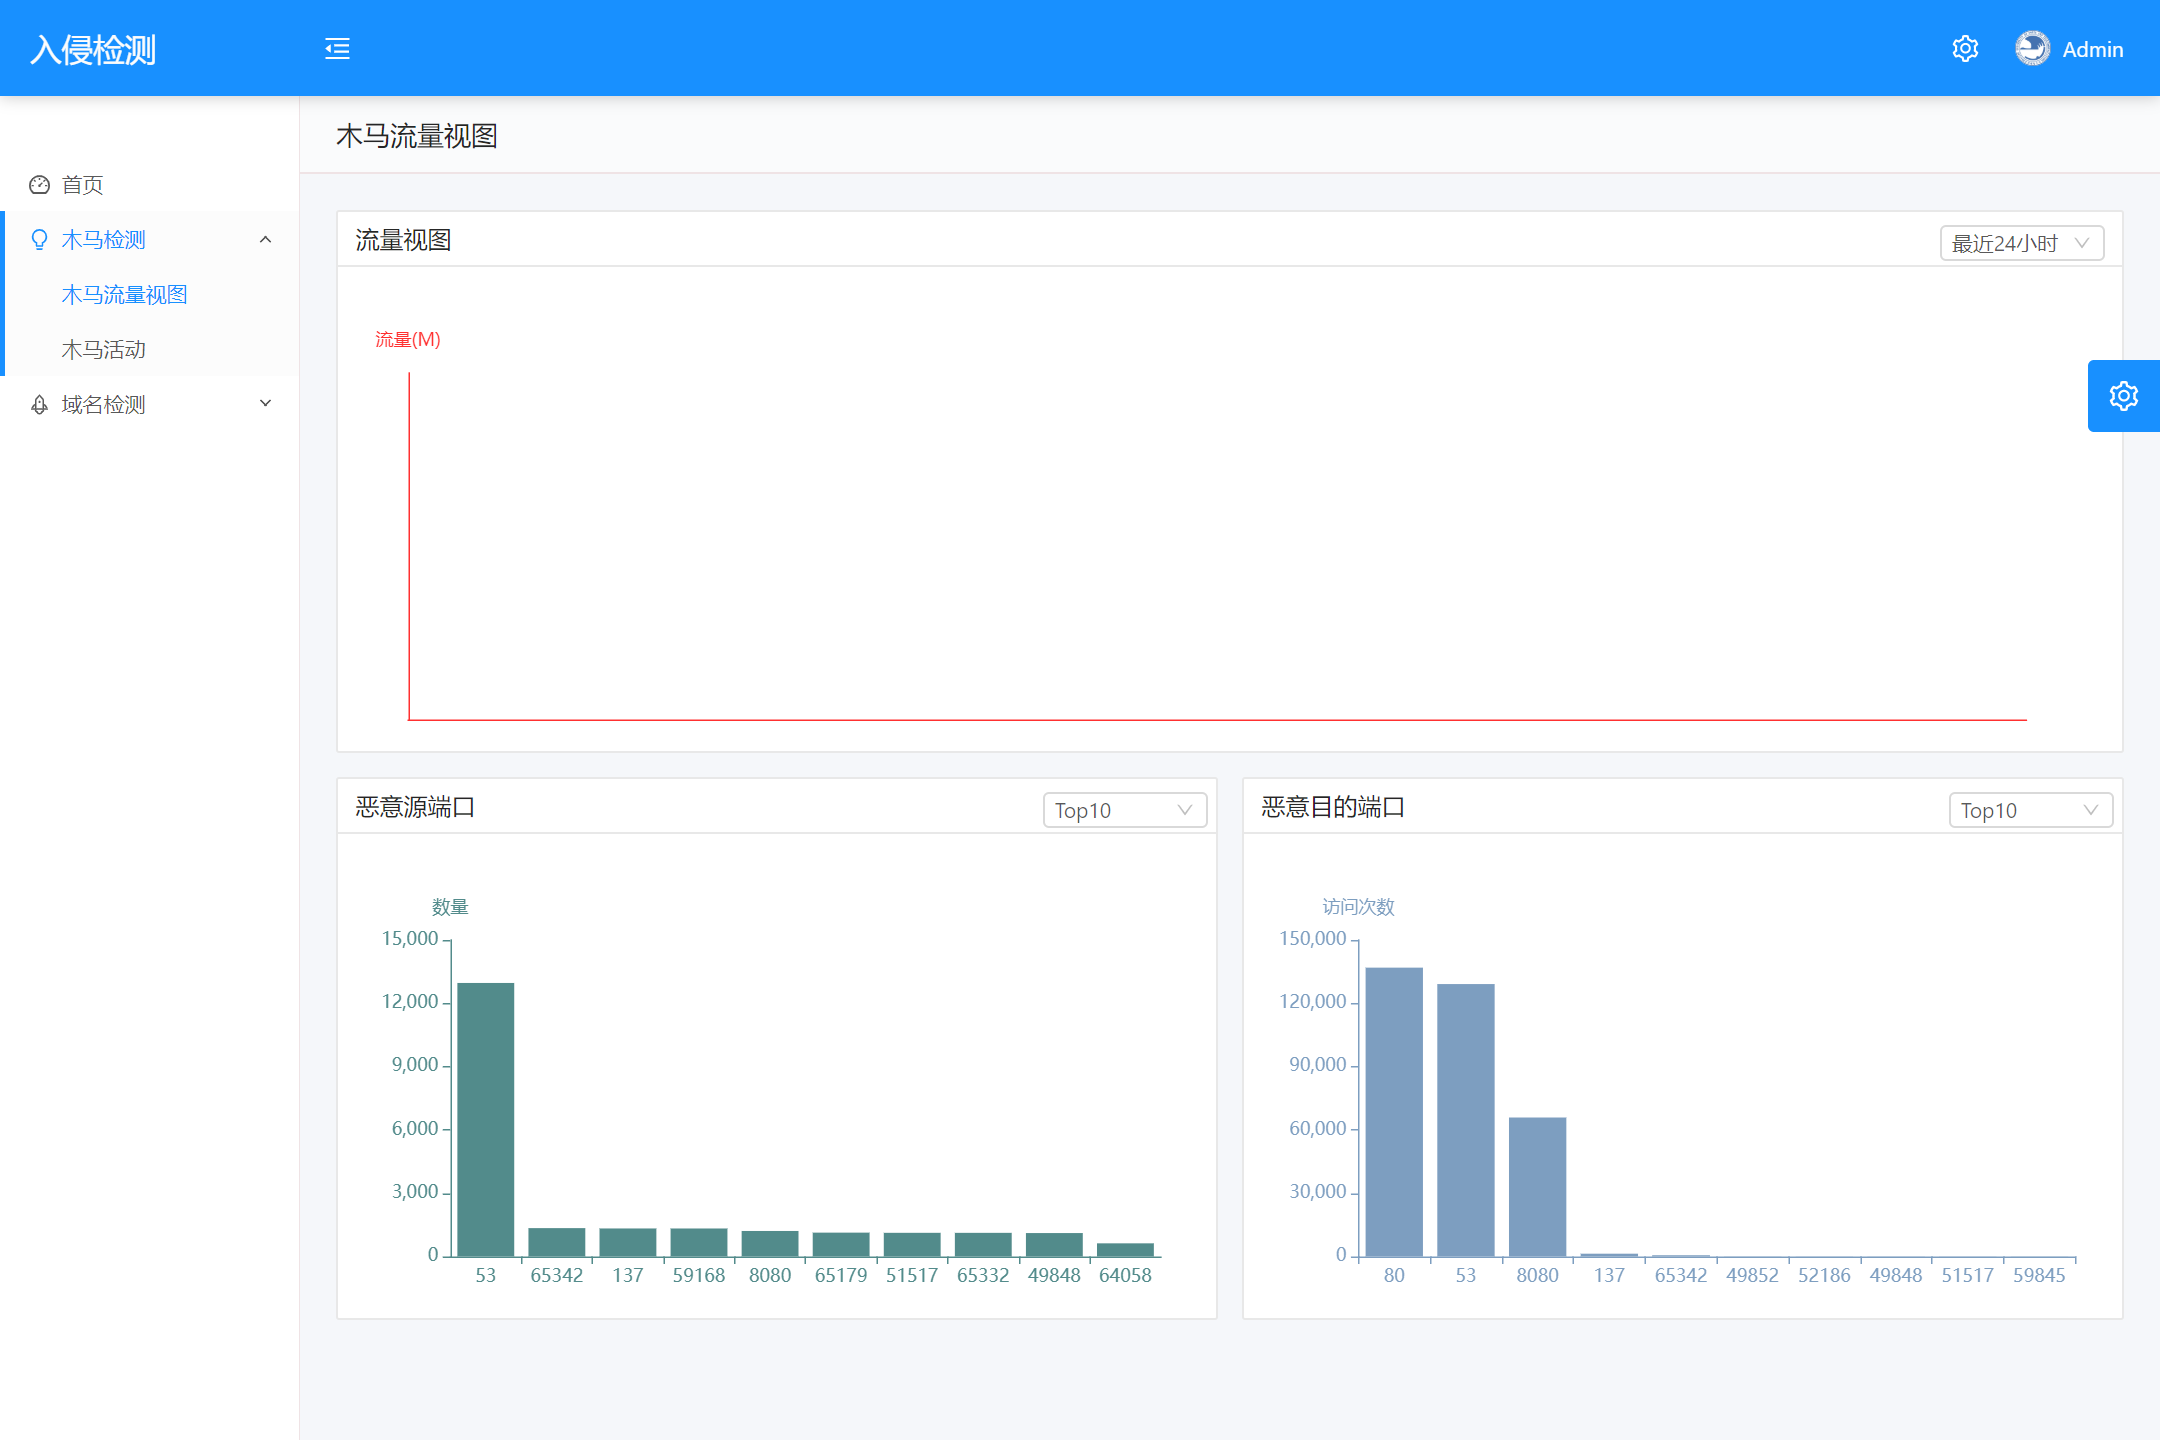 入侵检测
Admin
木马流量视图
首页
木马检测
木马流量视图
木马活动
域名检测
流量视图
最近24小时
流量(M)
恶意源端口
Top10
数量
15,000
12,000
9,000
6,000
3,000
0
53 65342 137 59168 8080 65179 51517 65332 49848 64058
恶意目的端口
Top10
访问次数
150,000
120,000
90,000
60,000
30,000
0
80 53 8080 137 65342 49852 52186 49848 51517 59845